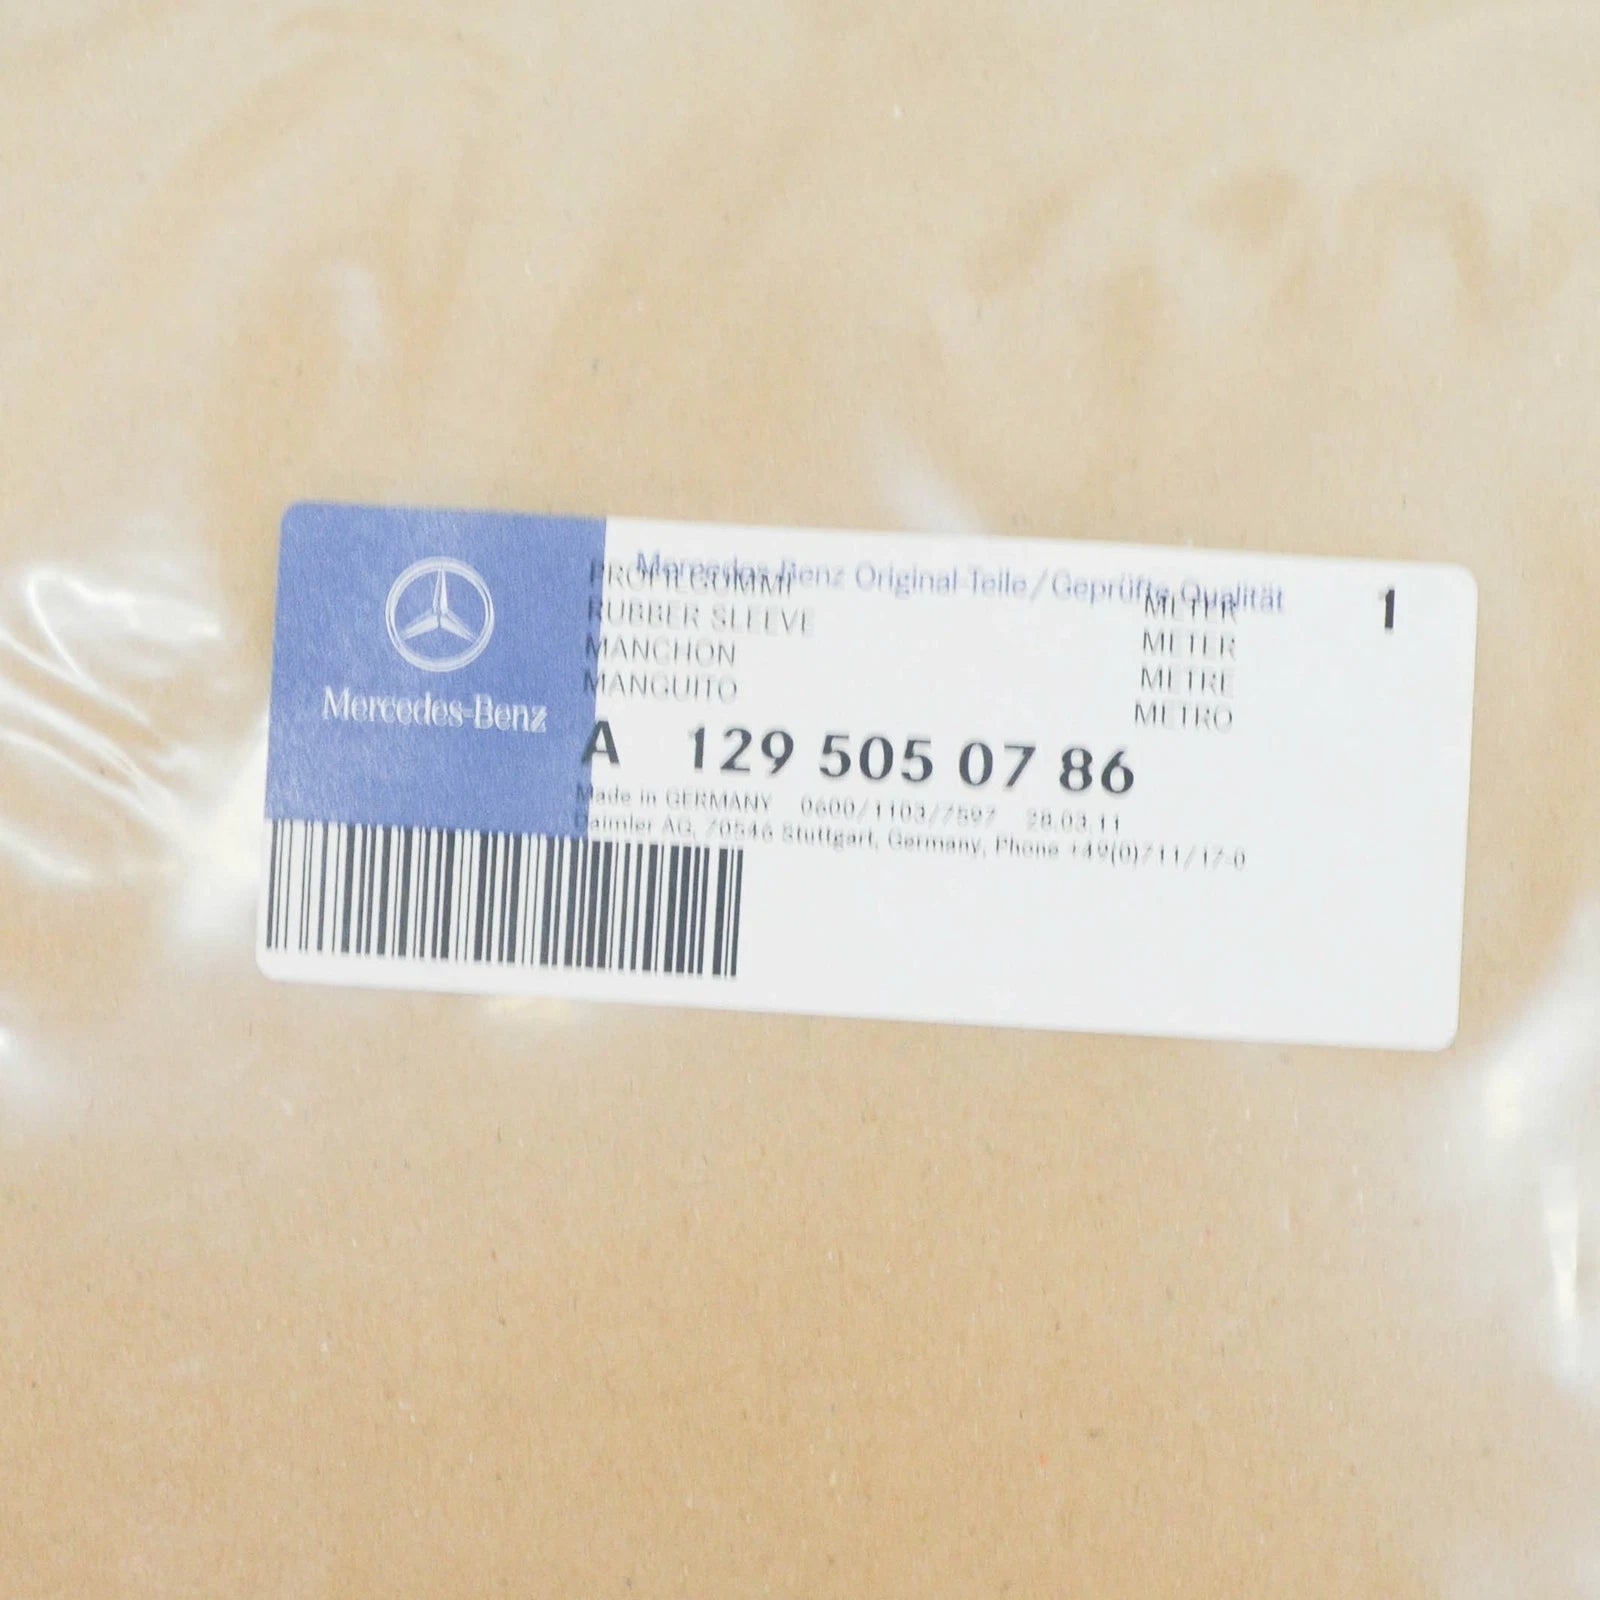 Mercedes-Benz Original-Teile/Geprüfte Qualität
PROFILGUMMI METER 1
RUBBER SLEEVE METER
MANCHON METRE
MANGUITO METRO
Mercedes-Benz
A 129 505 07 86
Made in GERMANY 0600/1103/7597 28.03.11
Daimler AG, 70546 Stuttgart, Germany, Phone +49(0)711/17-0